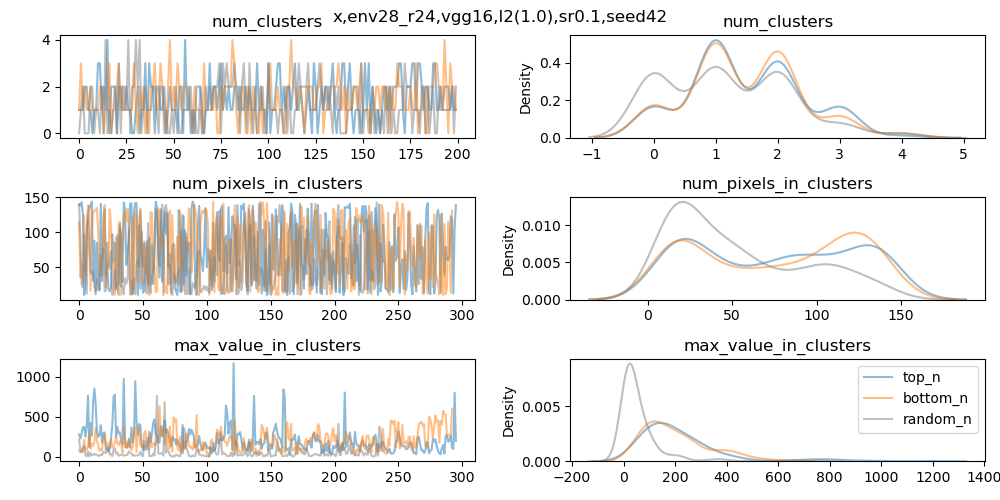 x,env28_r24,vgg16,l2(1.0),sr0.1,seed42
num_clusters
4
2
0
0 25 50 75 100 125 150 175 200
num_clusters
Density
0.4
0.2
0.0
−1 0 1 2 3 4 5
num_pixels_in_clusters
150
100
50
0 50 100 150 200 250 300
num_pixels_in_clusters
Density
0.010
0.005
0.000
0 50 100 150
max_value_in_clusters
1000
500
0
0 50 100 150 200 250 300
max_value_in_clusters
Density
0.005
0.000
top_n
bottom_n
random_n
−200 0 200 400 600 800 1000 1200 1400